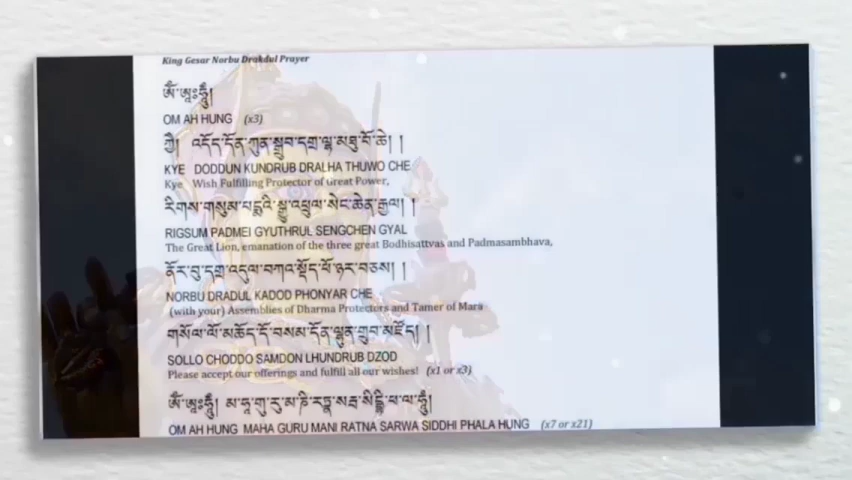 King Gesar Norbu Drakdul Prayer
ༀ་ཨཱཿཧཱུྃ།
OM AH HUNG (x3)
ཀྱེ། འདོད་དོན་ཀུན་སྒྲུབ་དགྲ་ལྷ་མཐུ་བོ་ཆེ། །
KYE DODDUN KUNDRUB DRALHA THUWO CHE
Kye Wish Fulfilling Protector of Great Power,
རིགས་གསུམ་པདྨའི་སྒྱུ་འཕྲུལ་སེང་ཆེན་རྒྱལ། །
RIGSUM PADMEI GYUTHRUL SENGCHEN GYAL
The Great Lion, emanation of the three great Bodhisattvas and Padmasambhava,
ནོར་བུ་དགྲ་འདུལ་བཀའ་སྡོད་ཕོ་ཉར་བཅས། །
NORBU DRADUL KADOD PHONYAR CHE
(with your) Assemblies of Dharma Protectors and Tamer of Mara
གསོལ་ལོ་མཆོད་དོ་བསམ་དོན་ལྷུན་གྲུབ་མཛོད། །
SOLLO CHODDO SAMDON LHUNDRUB DZOD
Please accept our offerings and fulfill all our wishes! (x1 or x3)
ༀ་ཨཱཿཧཱུྃ། མ་ཧཱ་གུ་རུ་མ་ཎི་རཏྣ་སརྦ་སིདྡྷི་ཕ་ལ་ཧཱུྃ།
OM AH HUNG MAHA GURU MANI RATNA SARWA SIDDHI PHALA HUNG (x7 or x21)